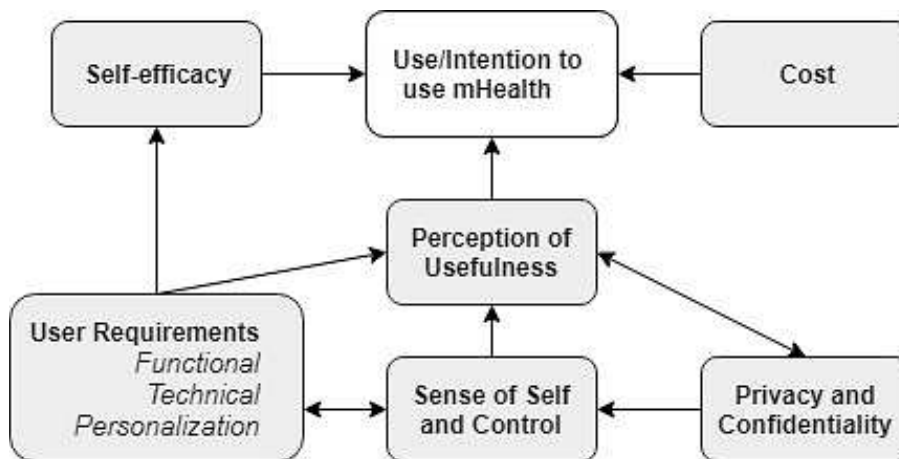 Self-efficacy
Use/Intention to
use mHealth
Cost
Perception of
Usefulness
User Requirements
Functional
Technical
Personalization
Sense of Self
and Control
Privacy and
Confidentiality